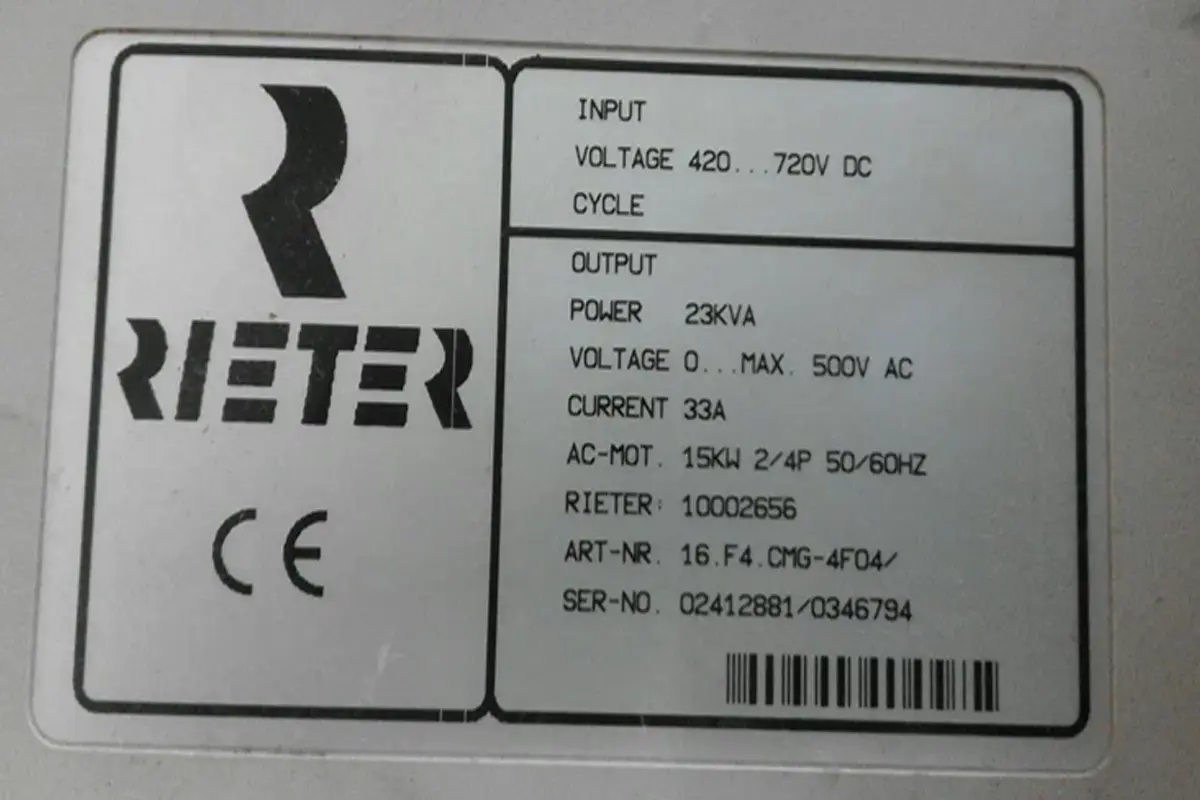 R
RIETER
CE
INPUT
VOLTAGE 420...720V DC
CYCLE
OUTPUT
POWER 23KVA
VOLTAGE 0...MAX. 500V AC
CURRENT 33A
AC-MOT. 15KW 2/4P 50/60HZ
RIETER: 10002656
ART-NR. 16.F4.CMG-4F04/
SER-NO. 02412881/0346794